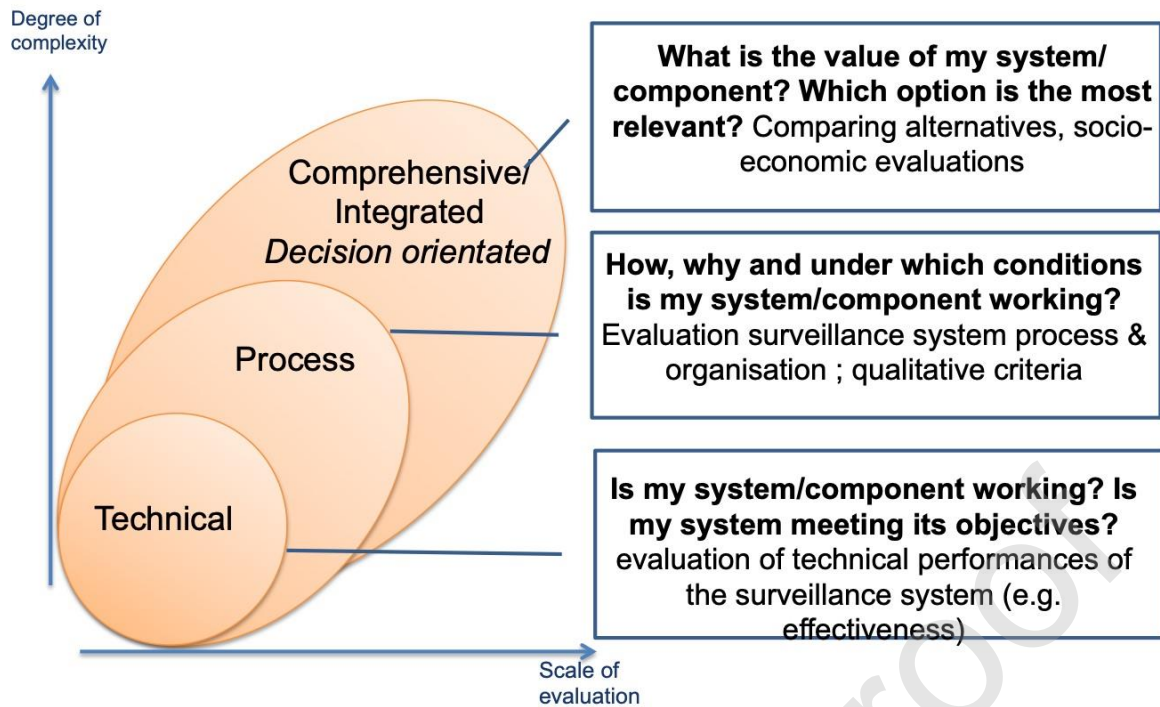 Degree of
complexity
What is the value of my system/
component? Which option is the most
relevant? Comparing alternatives, socio-
economic evaluations
Comprehensive/
Integrated
Decision orientated
How, why and under which conditions
is my system/component working?
Evaluation surveillance system process &
organisation ; qualitative criteria
Process
Is my system/component working? Is
my system meeting its objectives?
evaluation of technical performances of
the surveillance system (e.g.
effectiveness)
Technical
Scale of
evaluation
roof